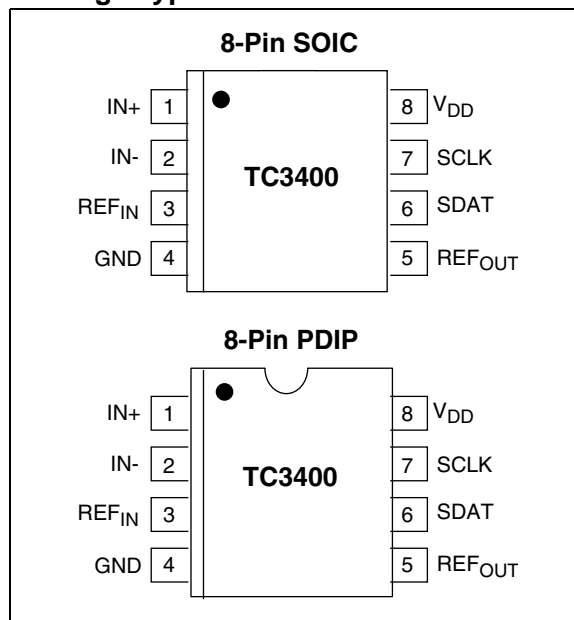 8-Pin SOIC
IN+ 1 8 VDD
IN- 2 7 SCLK
TC3400
REFIN 3 6 SDAT
GND 4 5 REFOUT
8-Pin PDIP
IN+ 1 8 VDD
IN- 2 7 SCLK
TC3400
REFIN 3 6 SDAT
GND 4 5 REFOUT